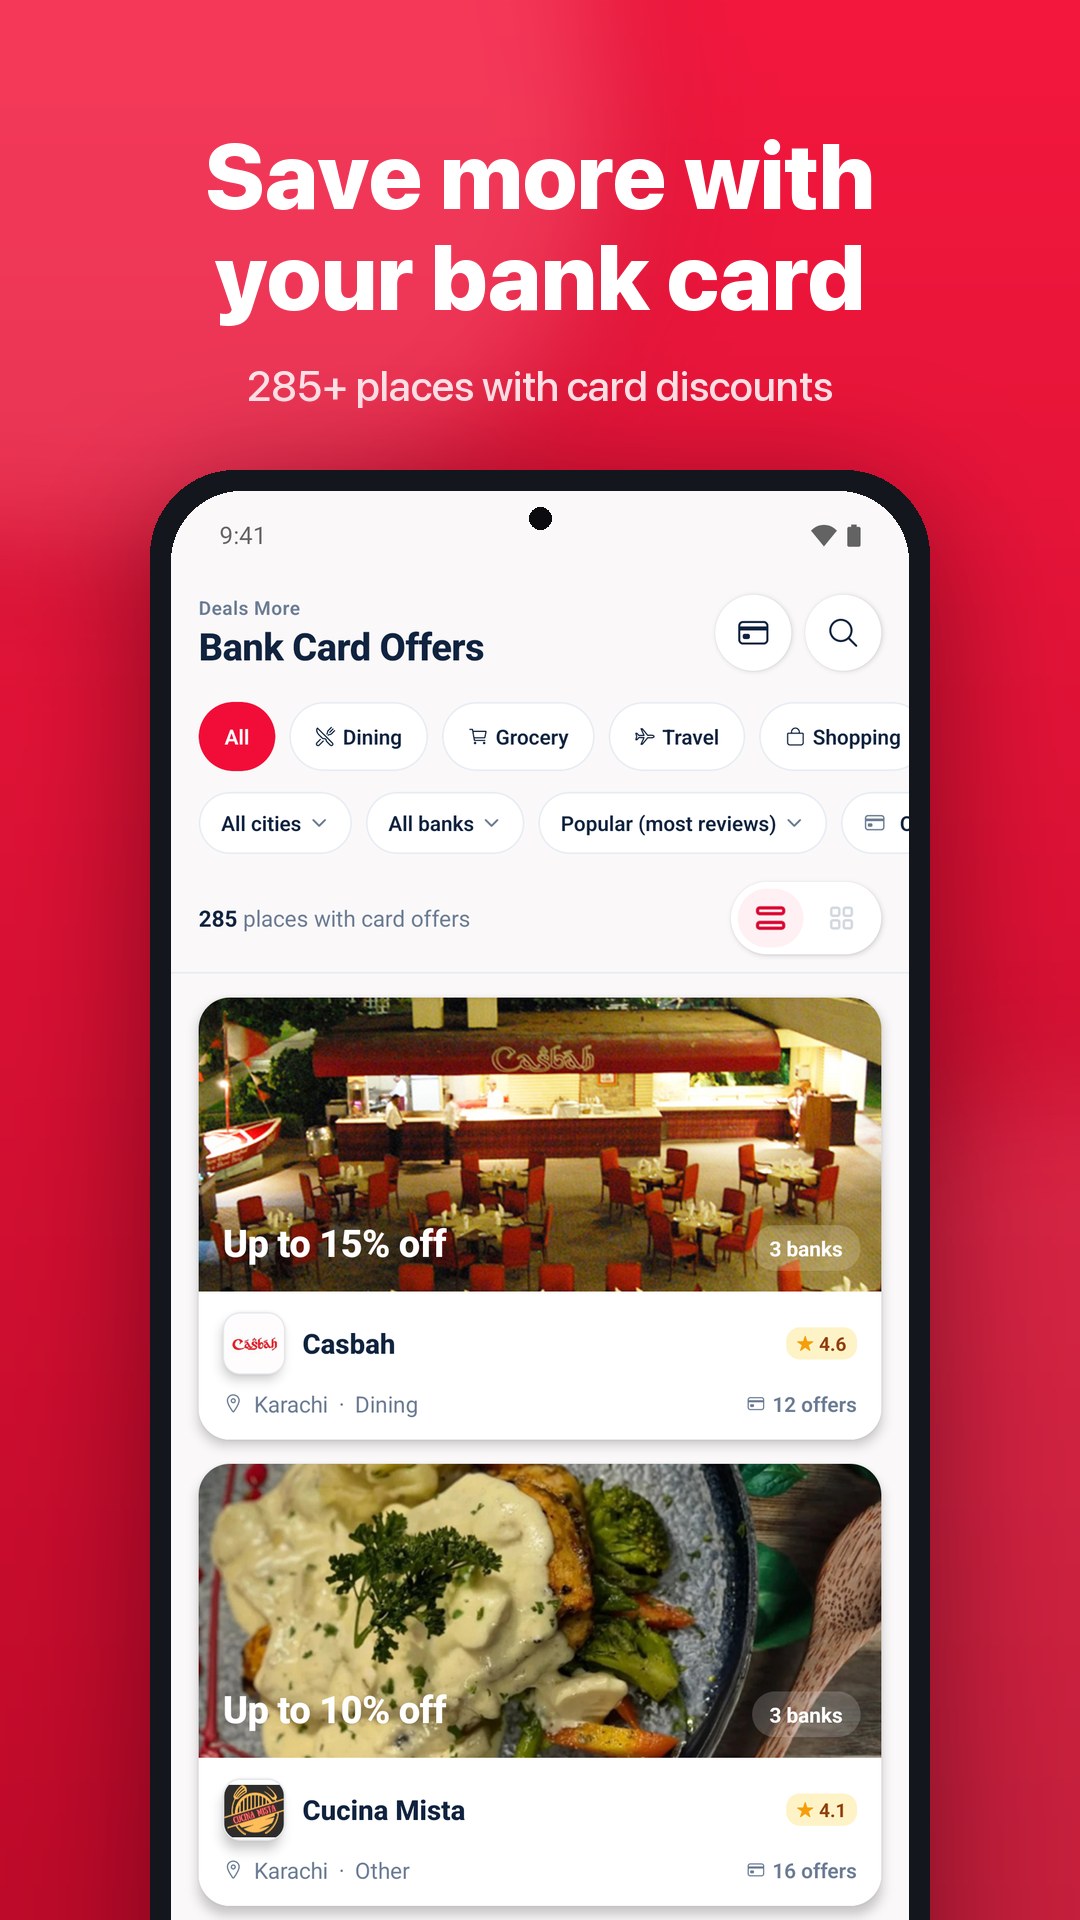 Save more with
your bank card
285+ places with card discounts
9:41
Deals More
Bank Card Offers
All
Dining
Grocery
Travel
Shopping
All cities
All banks
Popular (most reviews)
285 places with card offers
Casbah
Up to 15% off
3 banks
Casbah
Casbah
4.6
Karachi · Dining
12 offers
Up to 10% off
3 banks
CUCINA MISTA
Cucina Mista
4.1
Karachi · Other
16 offers